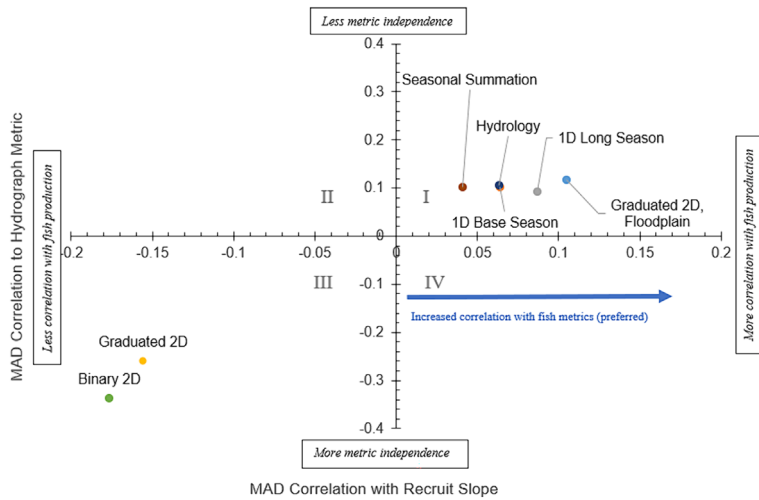 Less metric independence
0.4
Seasonal Summation
0.3
Hydrology
0.2
1D Long Season
0.1
II
I
Graduated 2D,
Floodplain
1D Base Season
0
-0.2
-0.15
-0.1
-0.05
0
0.05
0.1
0.15
0.2
III
IV
-0.1
Increased correlation with fish metrics (preferred)
-0.2
Graduated 2D
-0.3
Binary 2D
-0.4
More metric independence
MAD Correlation with Recruit Slope
MAD Correlation to Hydrograph Metric
Less correlation with fish production
More correlation with fish production